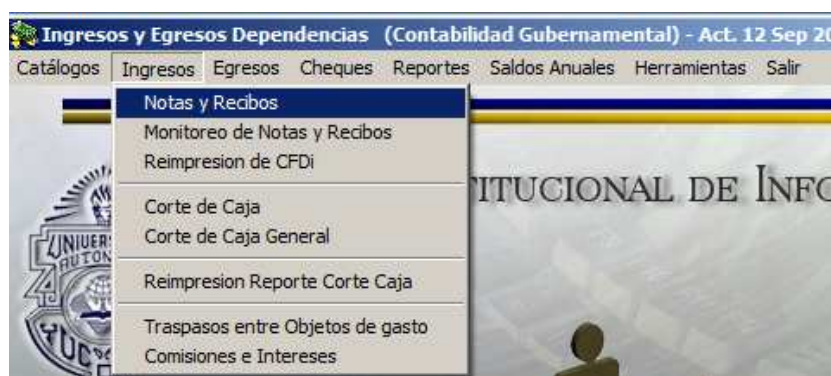 Ingresos y Egresos Dependencias (Contabilidad Gubernamental) - Act. 12 Sep
Catálogos Ingresos Egresos Cheques Reportes Saldos Anuales Herramientas Salir
Notas y Recibos
Monitoreo de Notas y Recibos
Reimpresion de CFDi
Corte de Caja
Corte de Caja General
Reimpresion Reporte Corte Caja
Traspasos entre Objetos de gasto
Comisiones e Intereses
DE